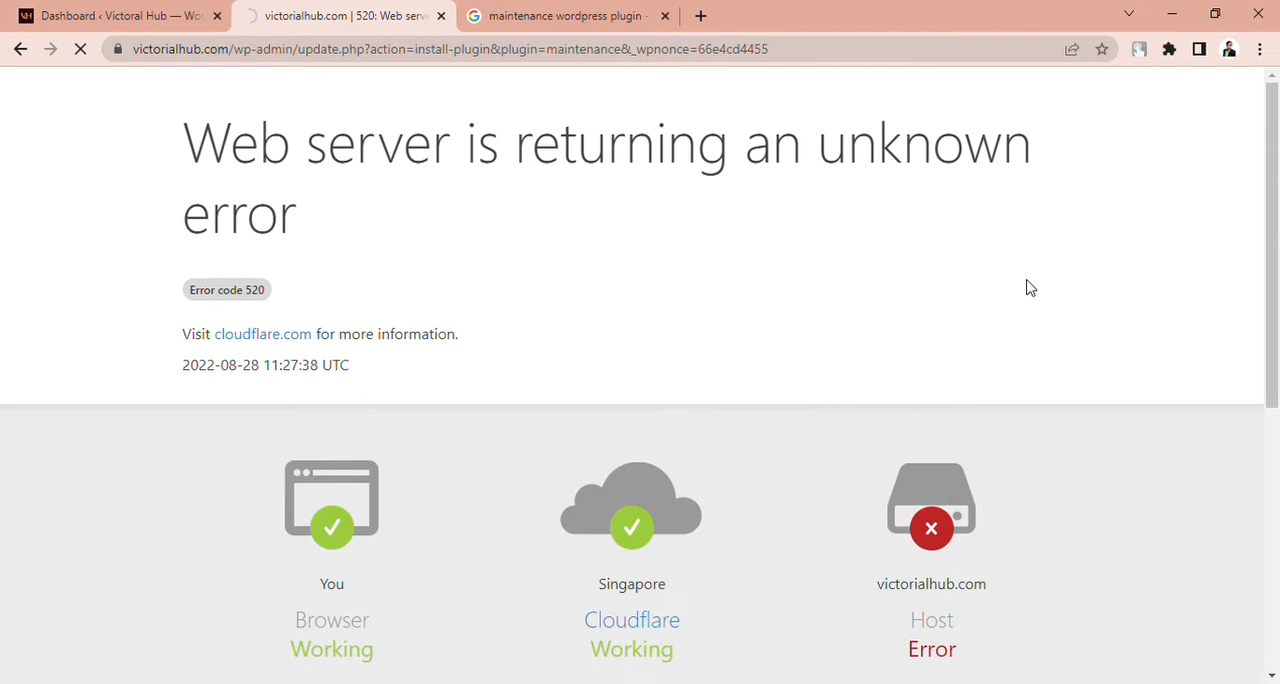 Dashboard ‹ Victoral Hub — Wo
victorialhub.com | 520: Web serve
maintenance wordpress plugin -
victorialhub.com/wp-admin/update.php?action=install-plugin&plugin=maintenance&_wpnonce=66e4cd4455
Web server is returning an unknown
error
Error code 520
Visit cloudflare.com for more information.
2022-08-28 11:27:38 UTC
You
Browser
Working
Singapore
Cloudflare
Working
victorialhub.com
Host
Error